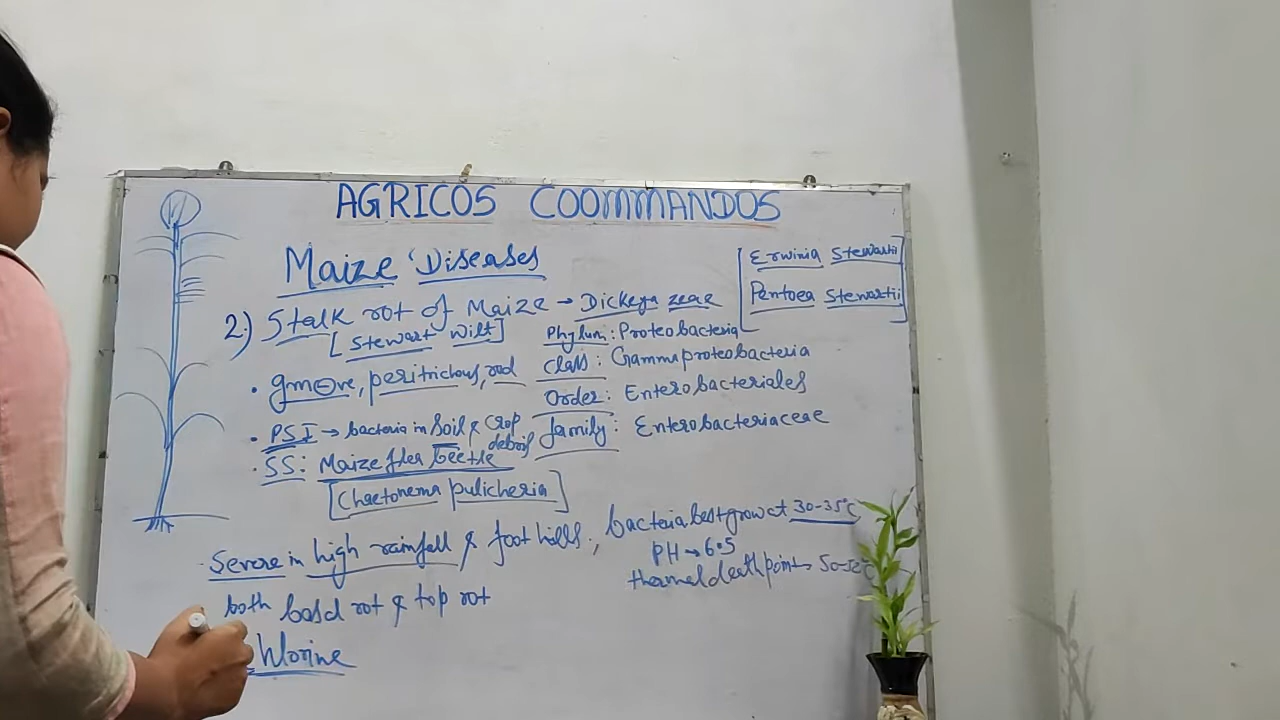 AGRICOS COOMMANDOS
Maize Diseases
2.) Stalk rot of Maize → Dickeya zeae
[Stewart Wilt]
[Erwinia Stewartii
Pentoea Stewartii]
Phylum: Proteobacteria
Class: Gammaproteobacteria
Order: Enterobacteriales
family: Enterobacteriaceae
• gm⊖ve, peritrichous, rod
• PSI → bacteria in Soil & Crop debris
• SS: Maize flea beetle
[Chaetonema pulicheria]
Severe in high rainfall & foot hills, bacteria best grow at 30-35°C
PH → 6.5
thermal death point → 50-52°C
both basal rot & top rot
hlorine